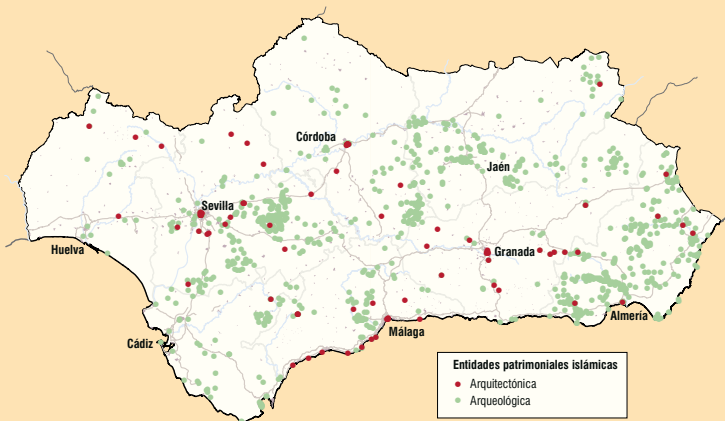 Córdoba
Jaén
Sevilla
Huelva
Granada
Cádiz
Málaga
Almería
Entidades patrimoniales islámicas
Arquitectónica
Arqueológica